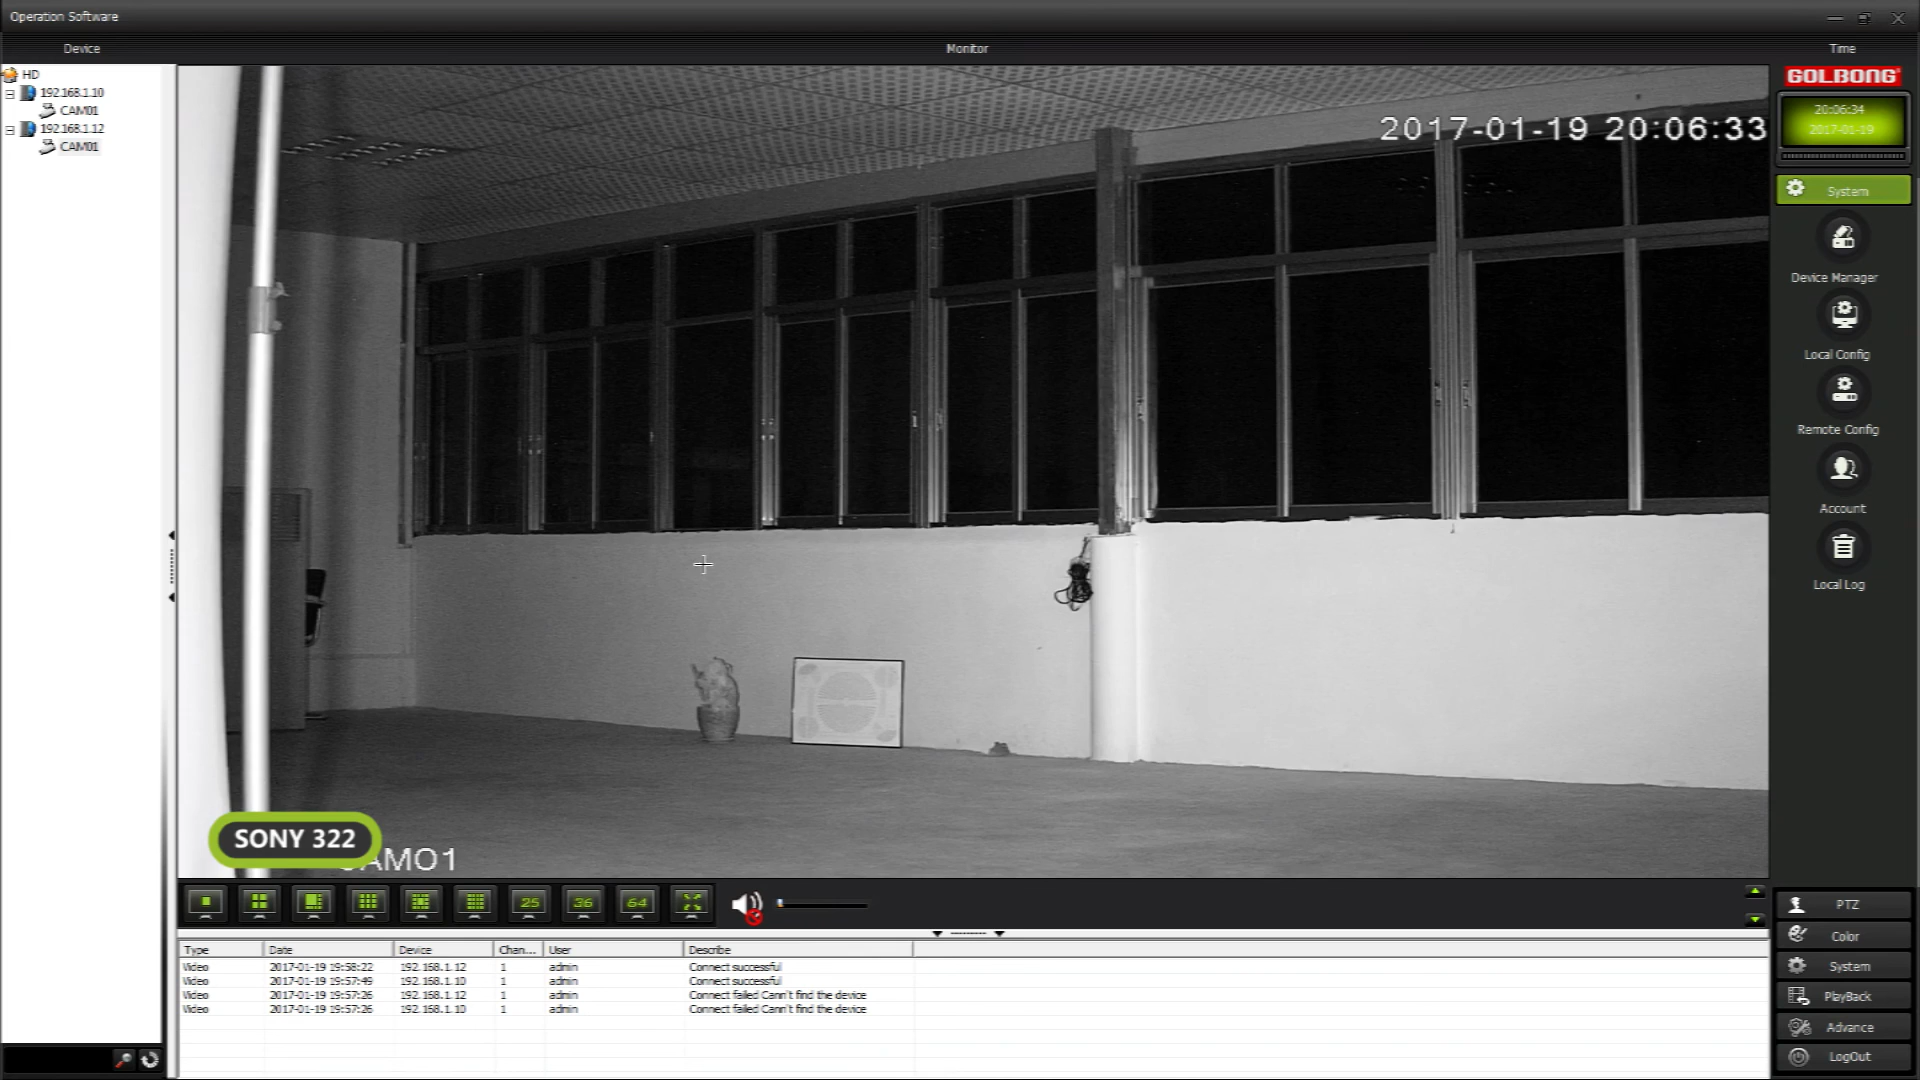 Operation Software
Device
Monitor
Time
HD
192.168.1.10
CAM01
192.168.1.12
CAM01
2017-01-19 20:06:33
GOLBONG
20:06:34
2017-01-19
System
Device Manager
Local Config
Remote Config
Account
Local Log
SONY 322
AM01
25
36
64
PTZ
Color
System
PlayBack
Advance
LogOut
Type Date Device Chan... User Describe
Video 2017-01-19 19:58:22 192.168.1.12 1 admin Connect successful
Video 2017-01-19 19:57:49 192.168.1.10 1 admin Connect successful
Video 2017-01-19 19:57:26 192.168.1.12 1 admin Connect failed Cann't find the device
Video 2017-01-19 19:57:26 192.168.1.10 1 admin Connect failed Cann't find the device